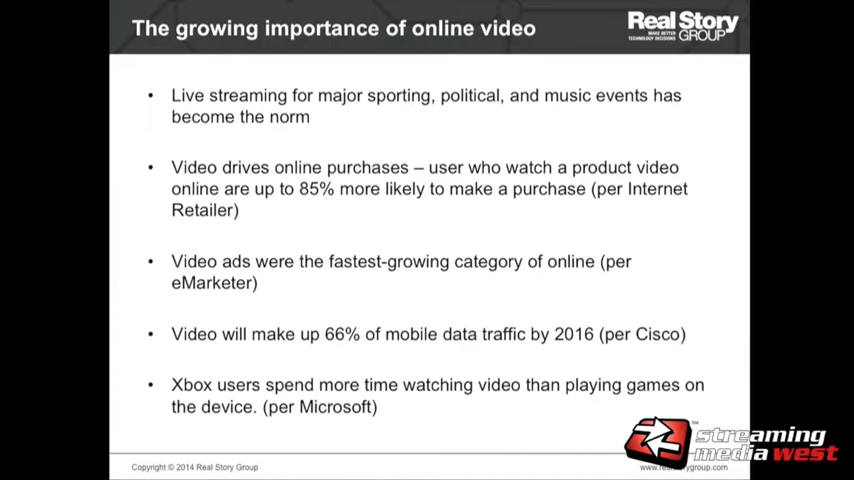 The growing importance of online video
Real Story
MAKE BETTER
TECHNOLOGY DECISIONS
GROUP
• Live streaming for major sporting, political, and music events has
become the norm
• Video drives online purchases – user who watch a product video
online are up to 85% more likely to make a purchase (per Internet
Retailer)
• Video ads were the fastest-growing category of online (per
eMarketer)
• Video will make up 66% of mobile data traffic by 2016 (per Cisco)
• Xbox users spend more time watching video than playing games on
the device. (per Microsoft)
streaming
media west
Copyright © 2014 Real Story Group